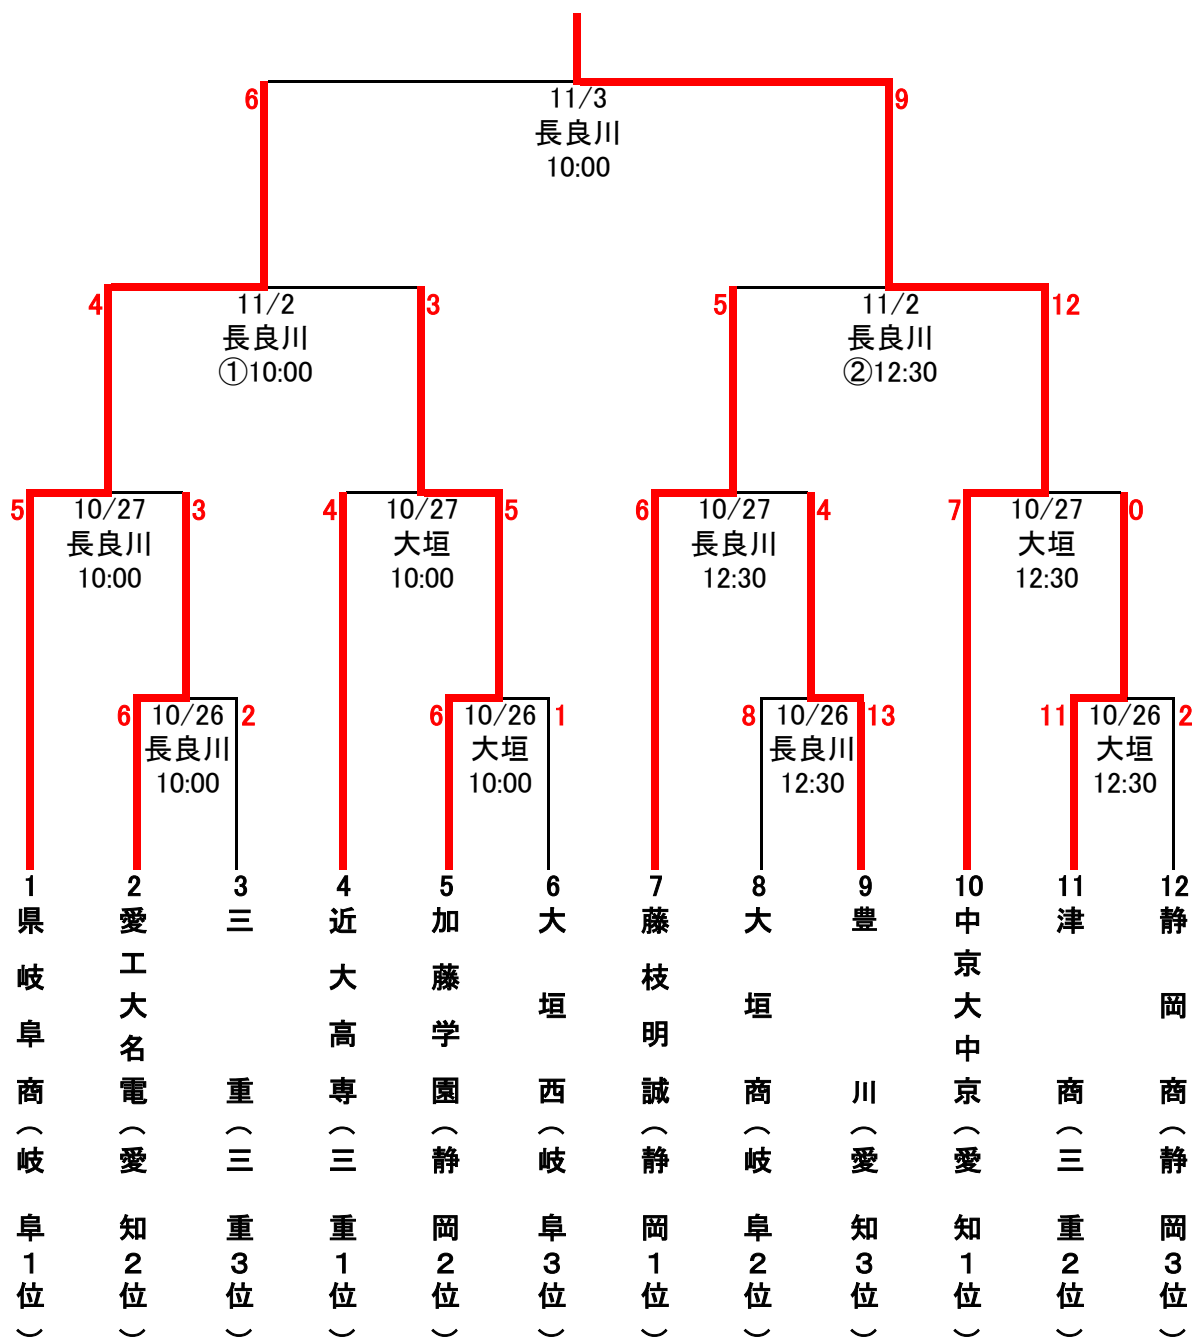 6
11/3
長良川
10:00
9
4
11/2
長良川
①10:00
3
5
11/2
長良川
②12:30
12
5
10/27
長良川
10:00
3
4
10/27
大垣
10:00
5
6
10/27
長良川
12:30
4
7
10/27
大垣
12:30
0
6
10/26
長良川
10:00
2
6
10/26
大垣
10:00
1
8
10/26
長良川
12:30
13
11
10/26
大垣
12:30
2
1
県岐阜商(岐阜1位)
2
愛工大名電(愛知2位)
3
三重(三重3位)
4
近大高専(三重1位)
5
加藤学園(静岡2位)
6
大垣西(岐阜3位)
7
藤枝明誠(静岡1位)
8
大垣商(岐阜2位)
9
豊川(愛知3位)
10
中京大中京(愛知1位)
11
津商(三重2位)
12
静岡商(静岡3位)